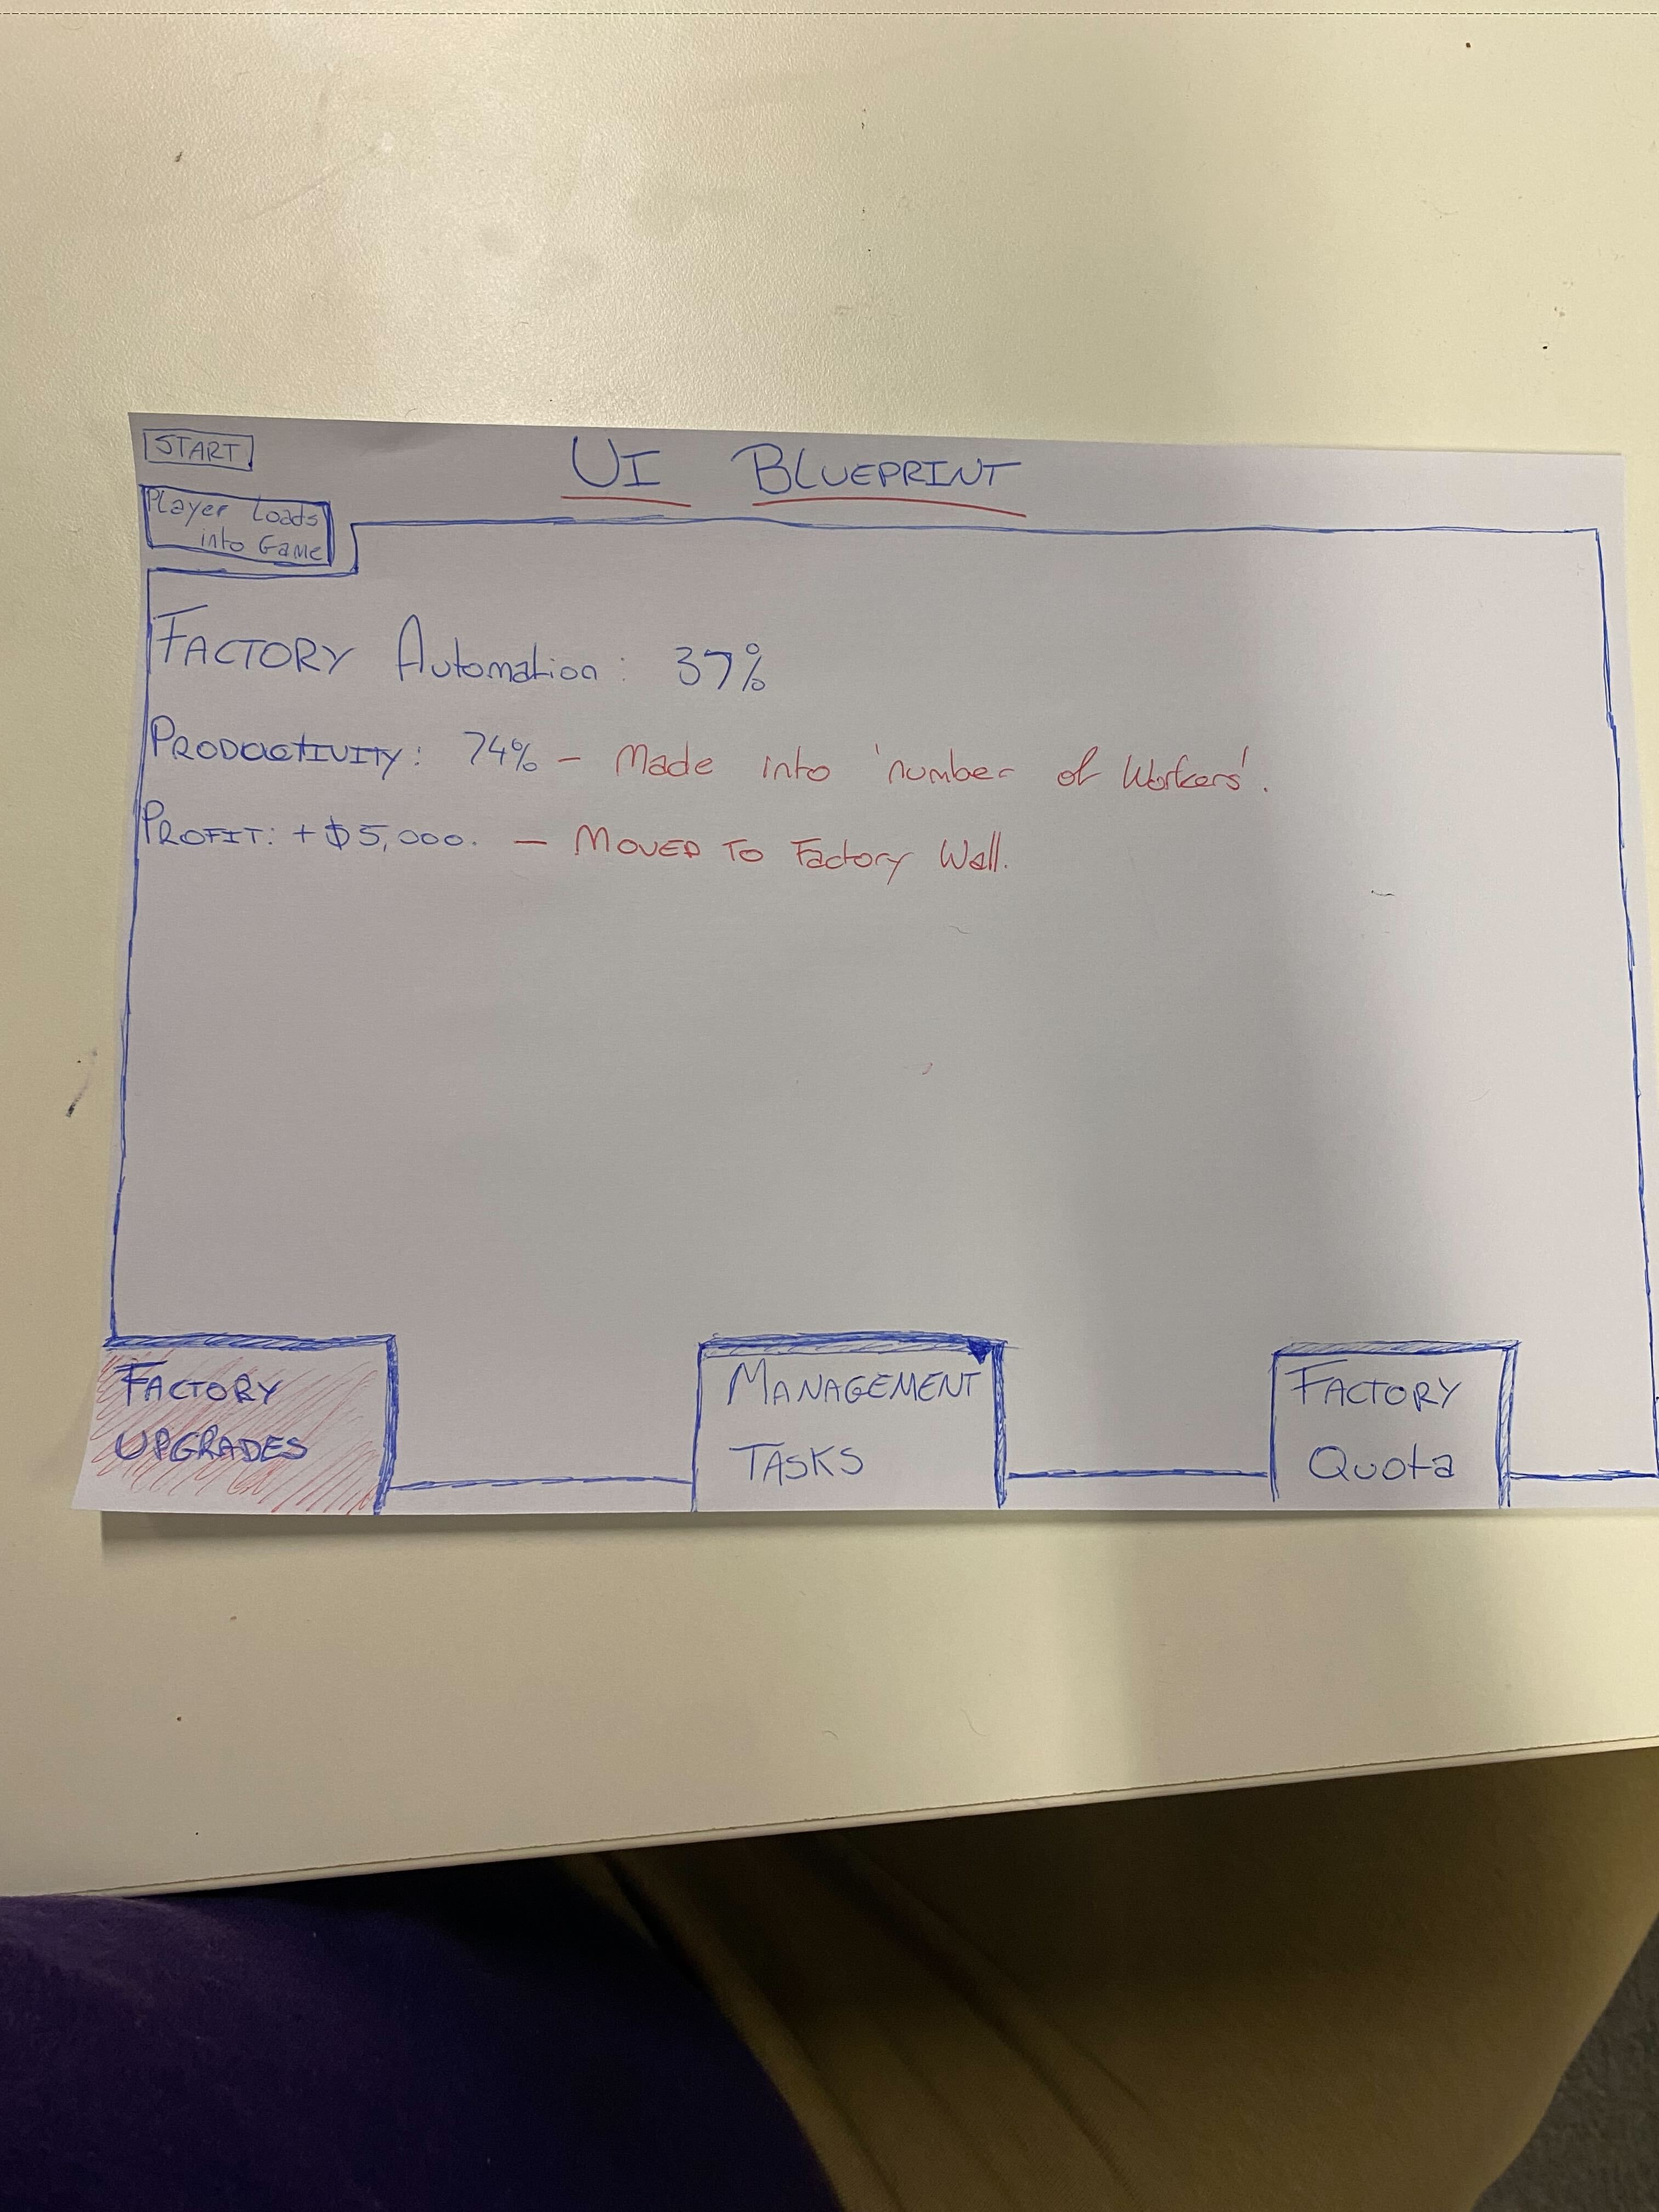 START
UI BLUEPRINT
Player Loads
into Game
FACTORY Automation: 37%
PRODUCTIVITY: 74% - Made into 'number of Workers'.
PROFIT: +$5,000. - MOVED TO Factory Wall.
FACTORY
UPGRADES
MANAGEMENT
TASKS
FACTORY
Quota